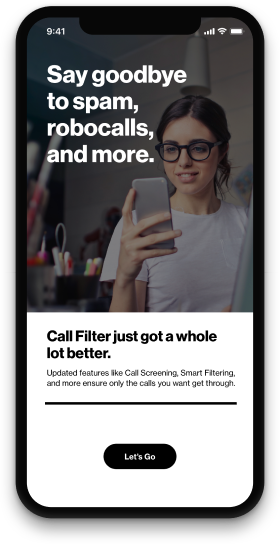 9:41
Say goodbye
to spam,
robocalls,
and more.
Call Filter just got a whole
lot better.
Updated features like Call Screening, Smart Filtering,
and more ensure only the calls you want get through.
Let's Go